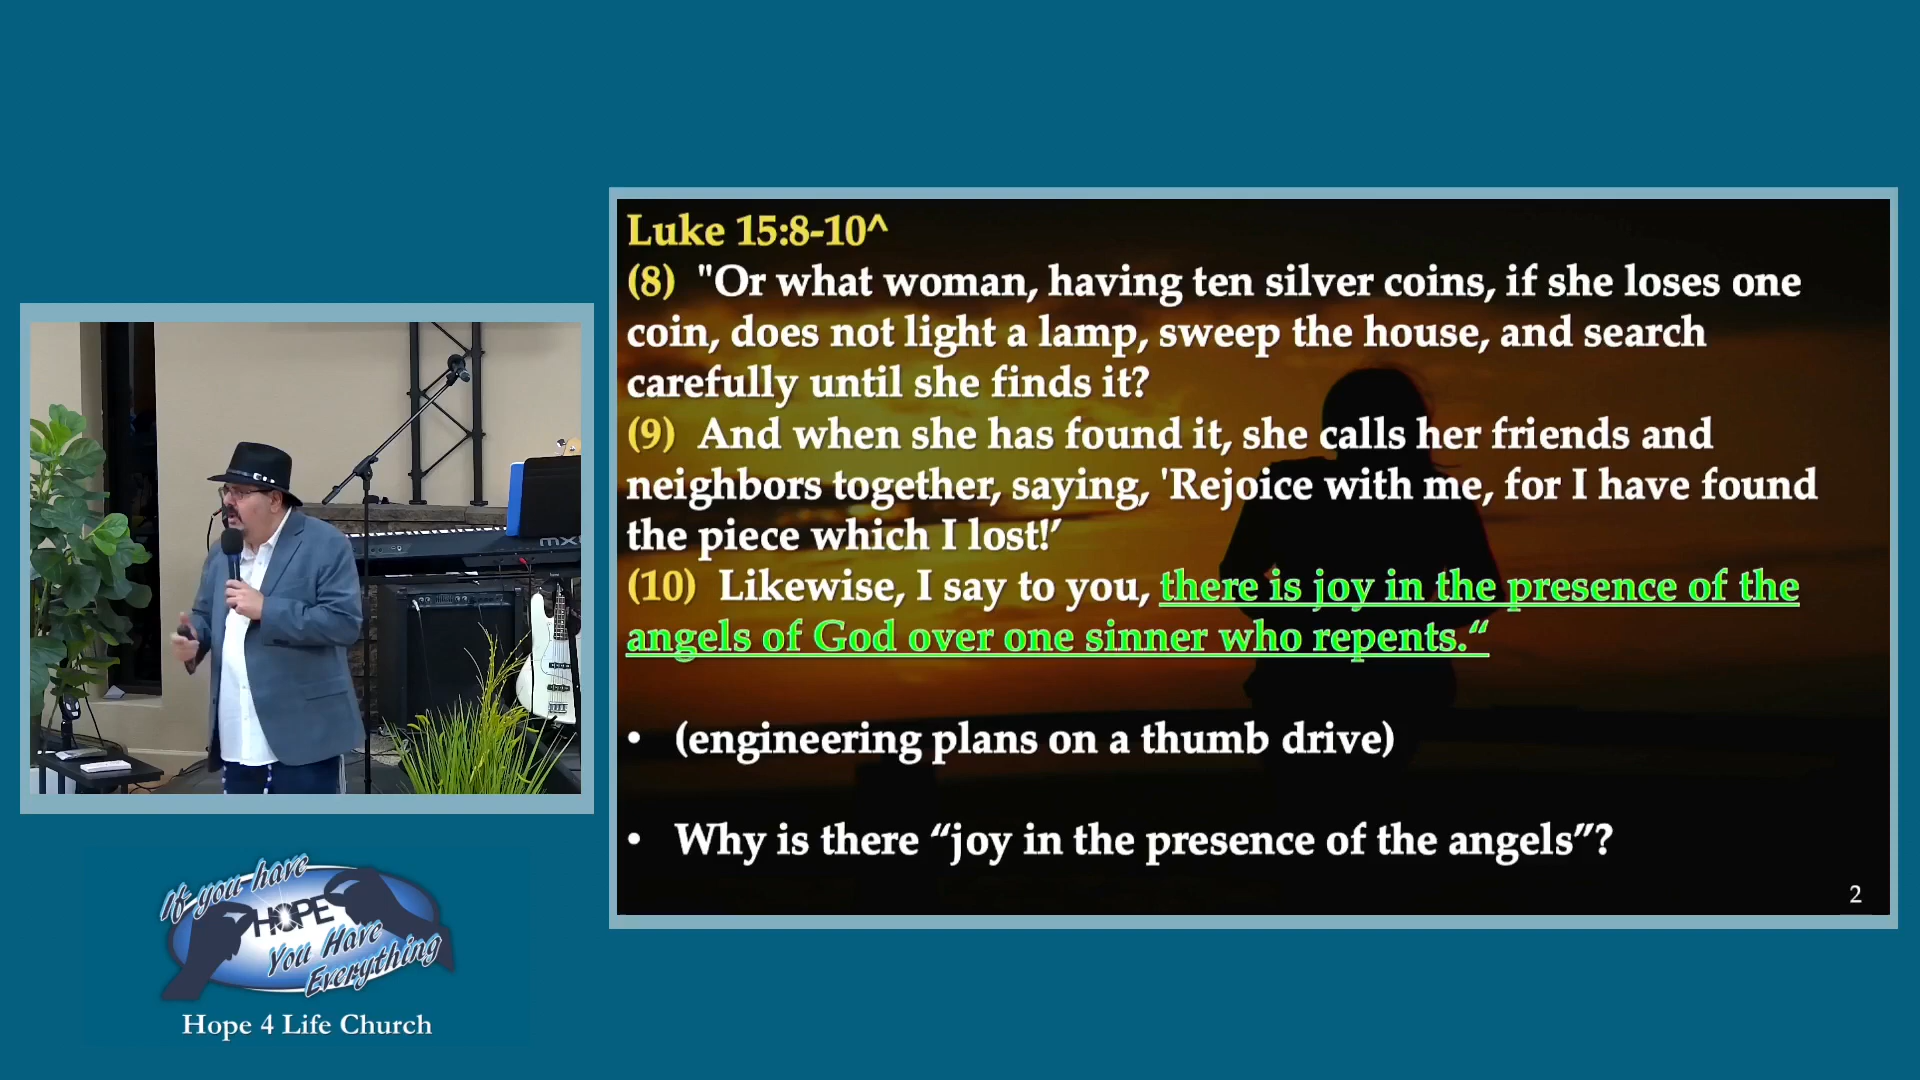 Luke 15:8-10^
(8) "Or what woman, having ten silver coins, if she loses one
coin, does not light a lamp, sweep the house, and search
carefully until she finds it?
(9) And when she has found it, she calls her friends and
neighbors together, saying, 'Rejoice with me, for I have found
the piece which I lost!’
(10) Likewise, I say to you, there is joy in the presence of the
angels of God over one sinner who repents.“
• (engineering plans on a thumb drive)
• Why is there “joy in the presence of the angels”?
2
If you have
HOPE
You Have
Everything
Hope 4 Life Church